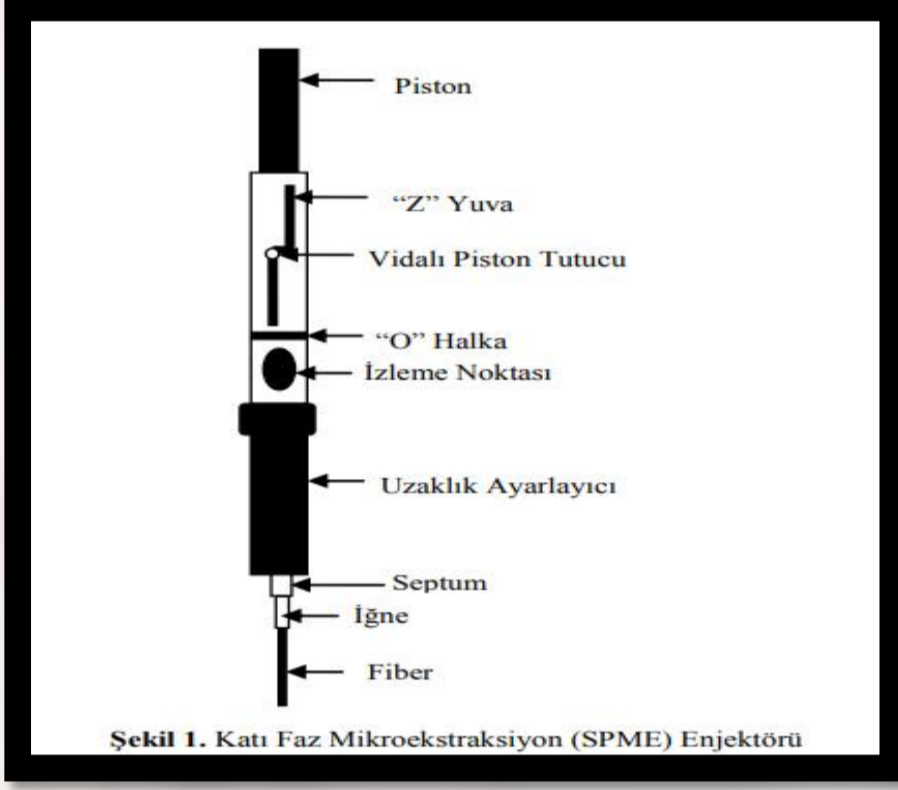 Piston
“Z” Yuva
Vidalı Piston Tutucu
“O” Halka
İzleme Noktası
Uzaklık Ayarlayıcı
Septum
İğne
Fiber
Şekil 1. Katı Faz Mikroekstraksiyon (SPME) Enjektörü